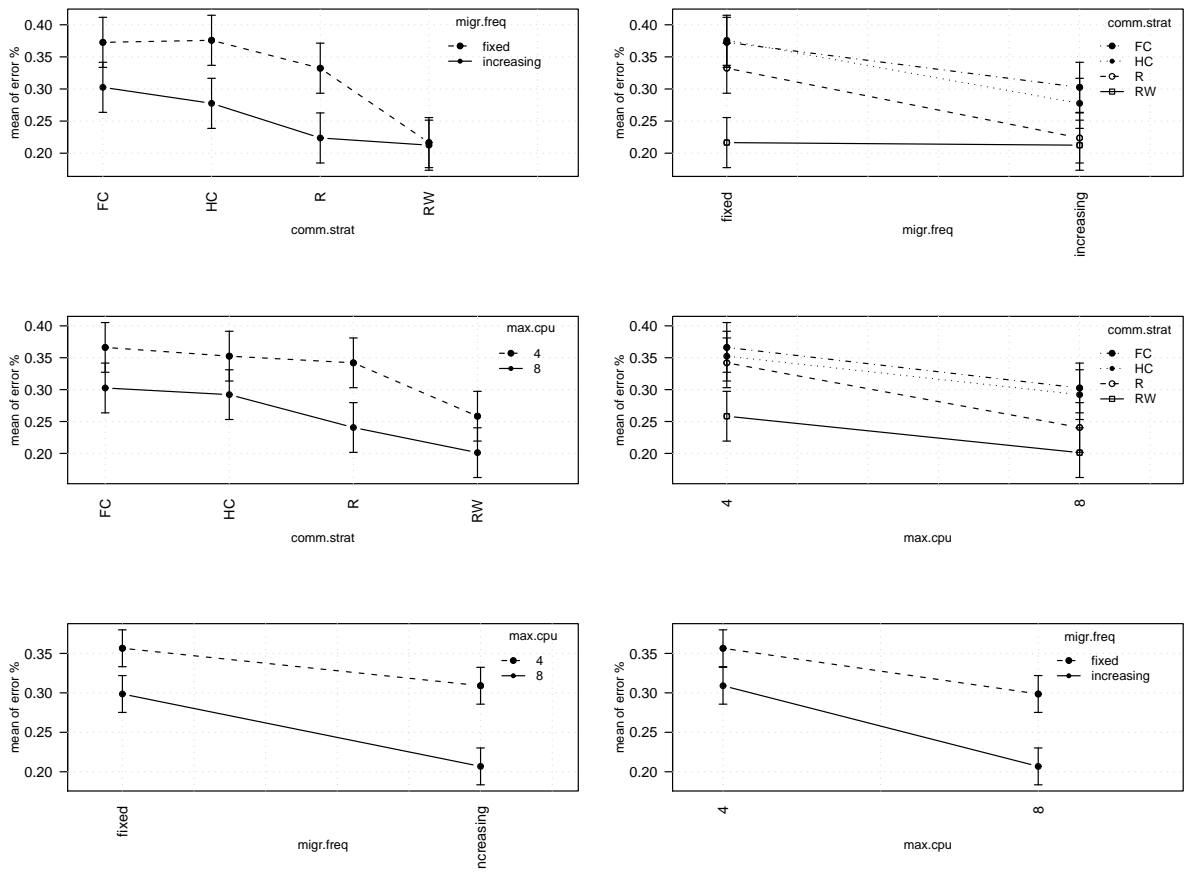 mean of error %
0.40
0.35
0.30
0.25
0.20
migr.freq
fixed
increasing
FC
HC
R
RW
comm.strat
mean of error %
0.40
0.35
0.30
0.25
0.20
comm.strat
FC
HC
R
RW
fixed
increasing
migr.freq
mean of error %
0.40
0.35
0.30
0.25
0.20
max.cpu
4
8
FC
HC
R
RW
comm.strat
mean of error %
0.40
0.35
0.30
0.25
0.20
comm.strat
FC
HC
R
RW
4
8
max.cpu
mean of error %
0.35
0.30
0.25
0.20
max.cpu
4
8
fixed
ncreasing
migr.freq
mean of error %
0.35
0.30
0.25
0.20
migr.freq
fixed
increasing
4
8
max.cpu